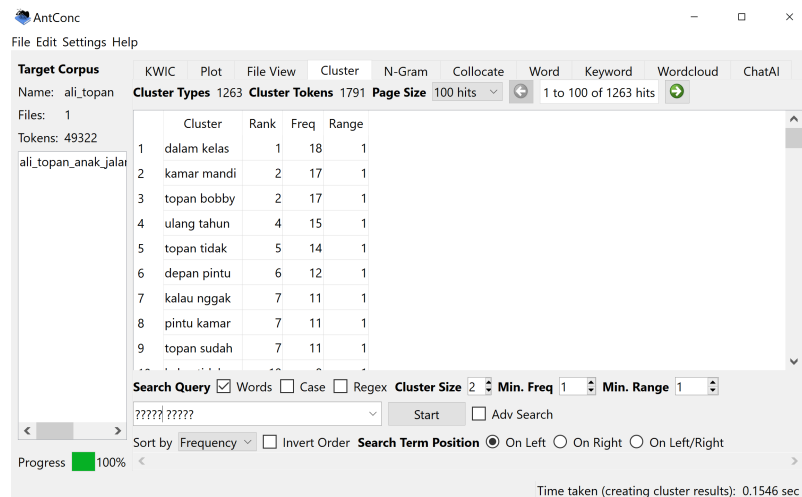 AntConc
File Edit Settings Help
Target Corpus
Name: ali_topan
Files: 1
Tokens: 49322
ali_topan_anak_jalan
KWIC Plot File View Cluster N-Gram Collocate Word Keyword Wordcloud ChatAI
Cluster Types 1263 Cluster Tokens 1791 Page Size 100 hits 1 to 100 of 1263 hits
Cluster Rank Freq Range
1 dalam kelas 1 18 1
2 kamar mandi 2 17 1
3 topan bobby 2 17 1
4 ulang tahun 4 15 1
5 topan tidak 5 14 1
6 depan pintu 6 12 1
7 kalau nggak 7 11 1
8 pintu kamar 7 11 1
9 topan sudah 7 11 1
Search Query Words Case Regex Cluster Size 2 Min. Freq 1 Min. Range 1
????? ????? Start Adv Search
Sort by Frequency Invert Order Search Term Position On Left On Right On Left/Right
Progress 100%
Time taken (creating cluster results): 0.1546 sec